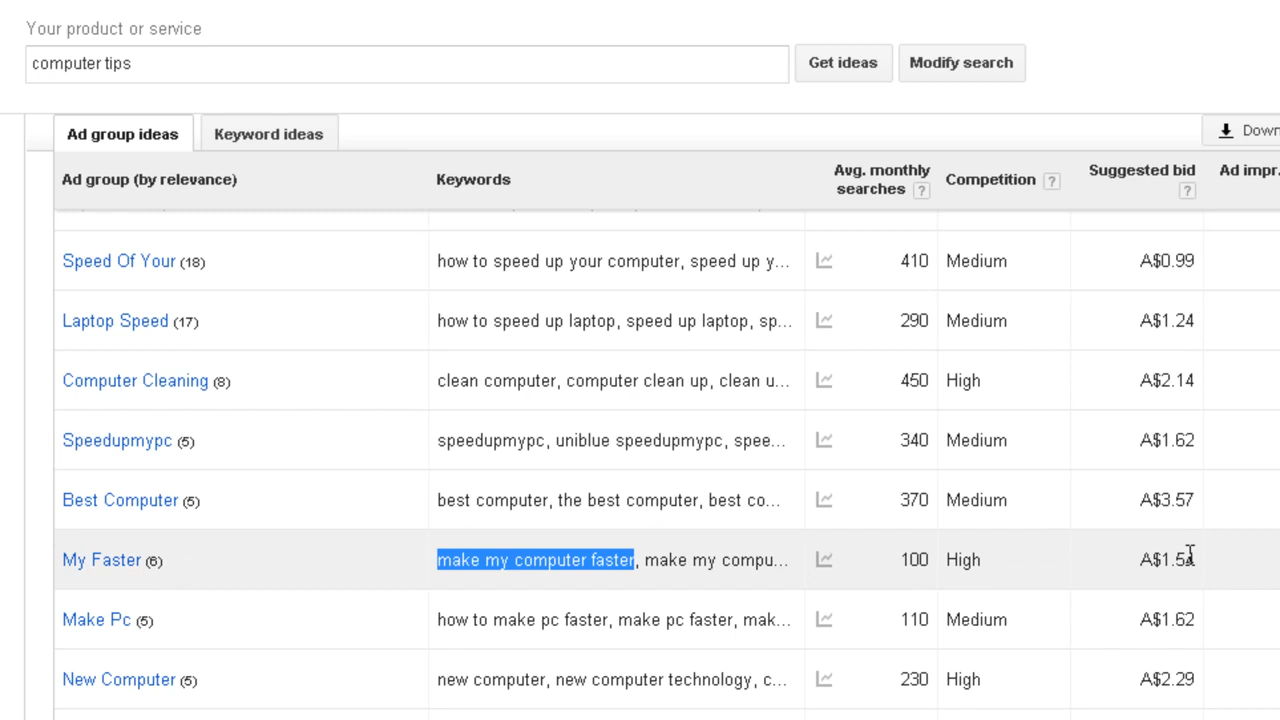 Your product or service
computer tips
Get ideas
Modify search
Ad group ideas
Keyword ideas
Ad group (by relevance)
Keywords
Avg. monthly searches ?
Competition ?
Suggested bid ?
Ad impr.
Speed Of Your (18) how to speed up your computer, speed up y... 410 Medium A$0.99
Laptop Speed (17) how to speed up laptop, speed up laptop, sp... 290 Medium A$1.24
Computer Cleaning (8) clean computer, computer clean up, clean u... 450 High A$2.14
Speedupmypc (5) speedupmypc, uniblue speedupmypc, spee... 340 Medium A$1.62
Best Computer (5) best computer, the best computer, best co... 370 Medium A$3.57
My Faster (6) make my computer faster, make my compu... 100 High
Make Pc (5) how to make pc faster, make pc faster, mak... 110 Medium A$1.62
New Computer (5) new computer, new computer technology, c... 230 High A$2.29